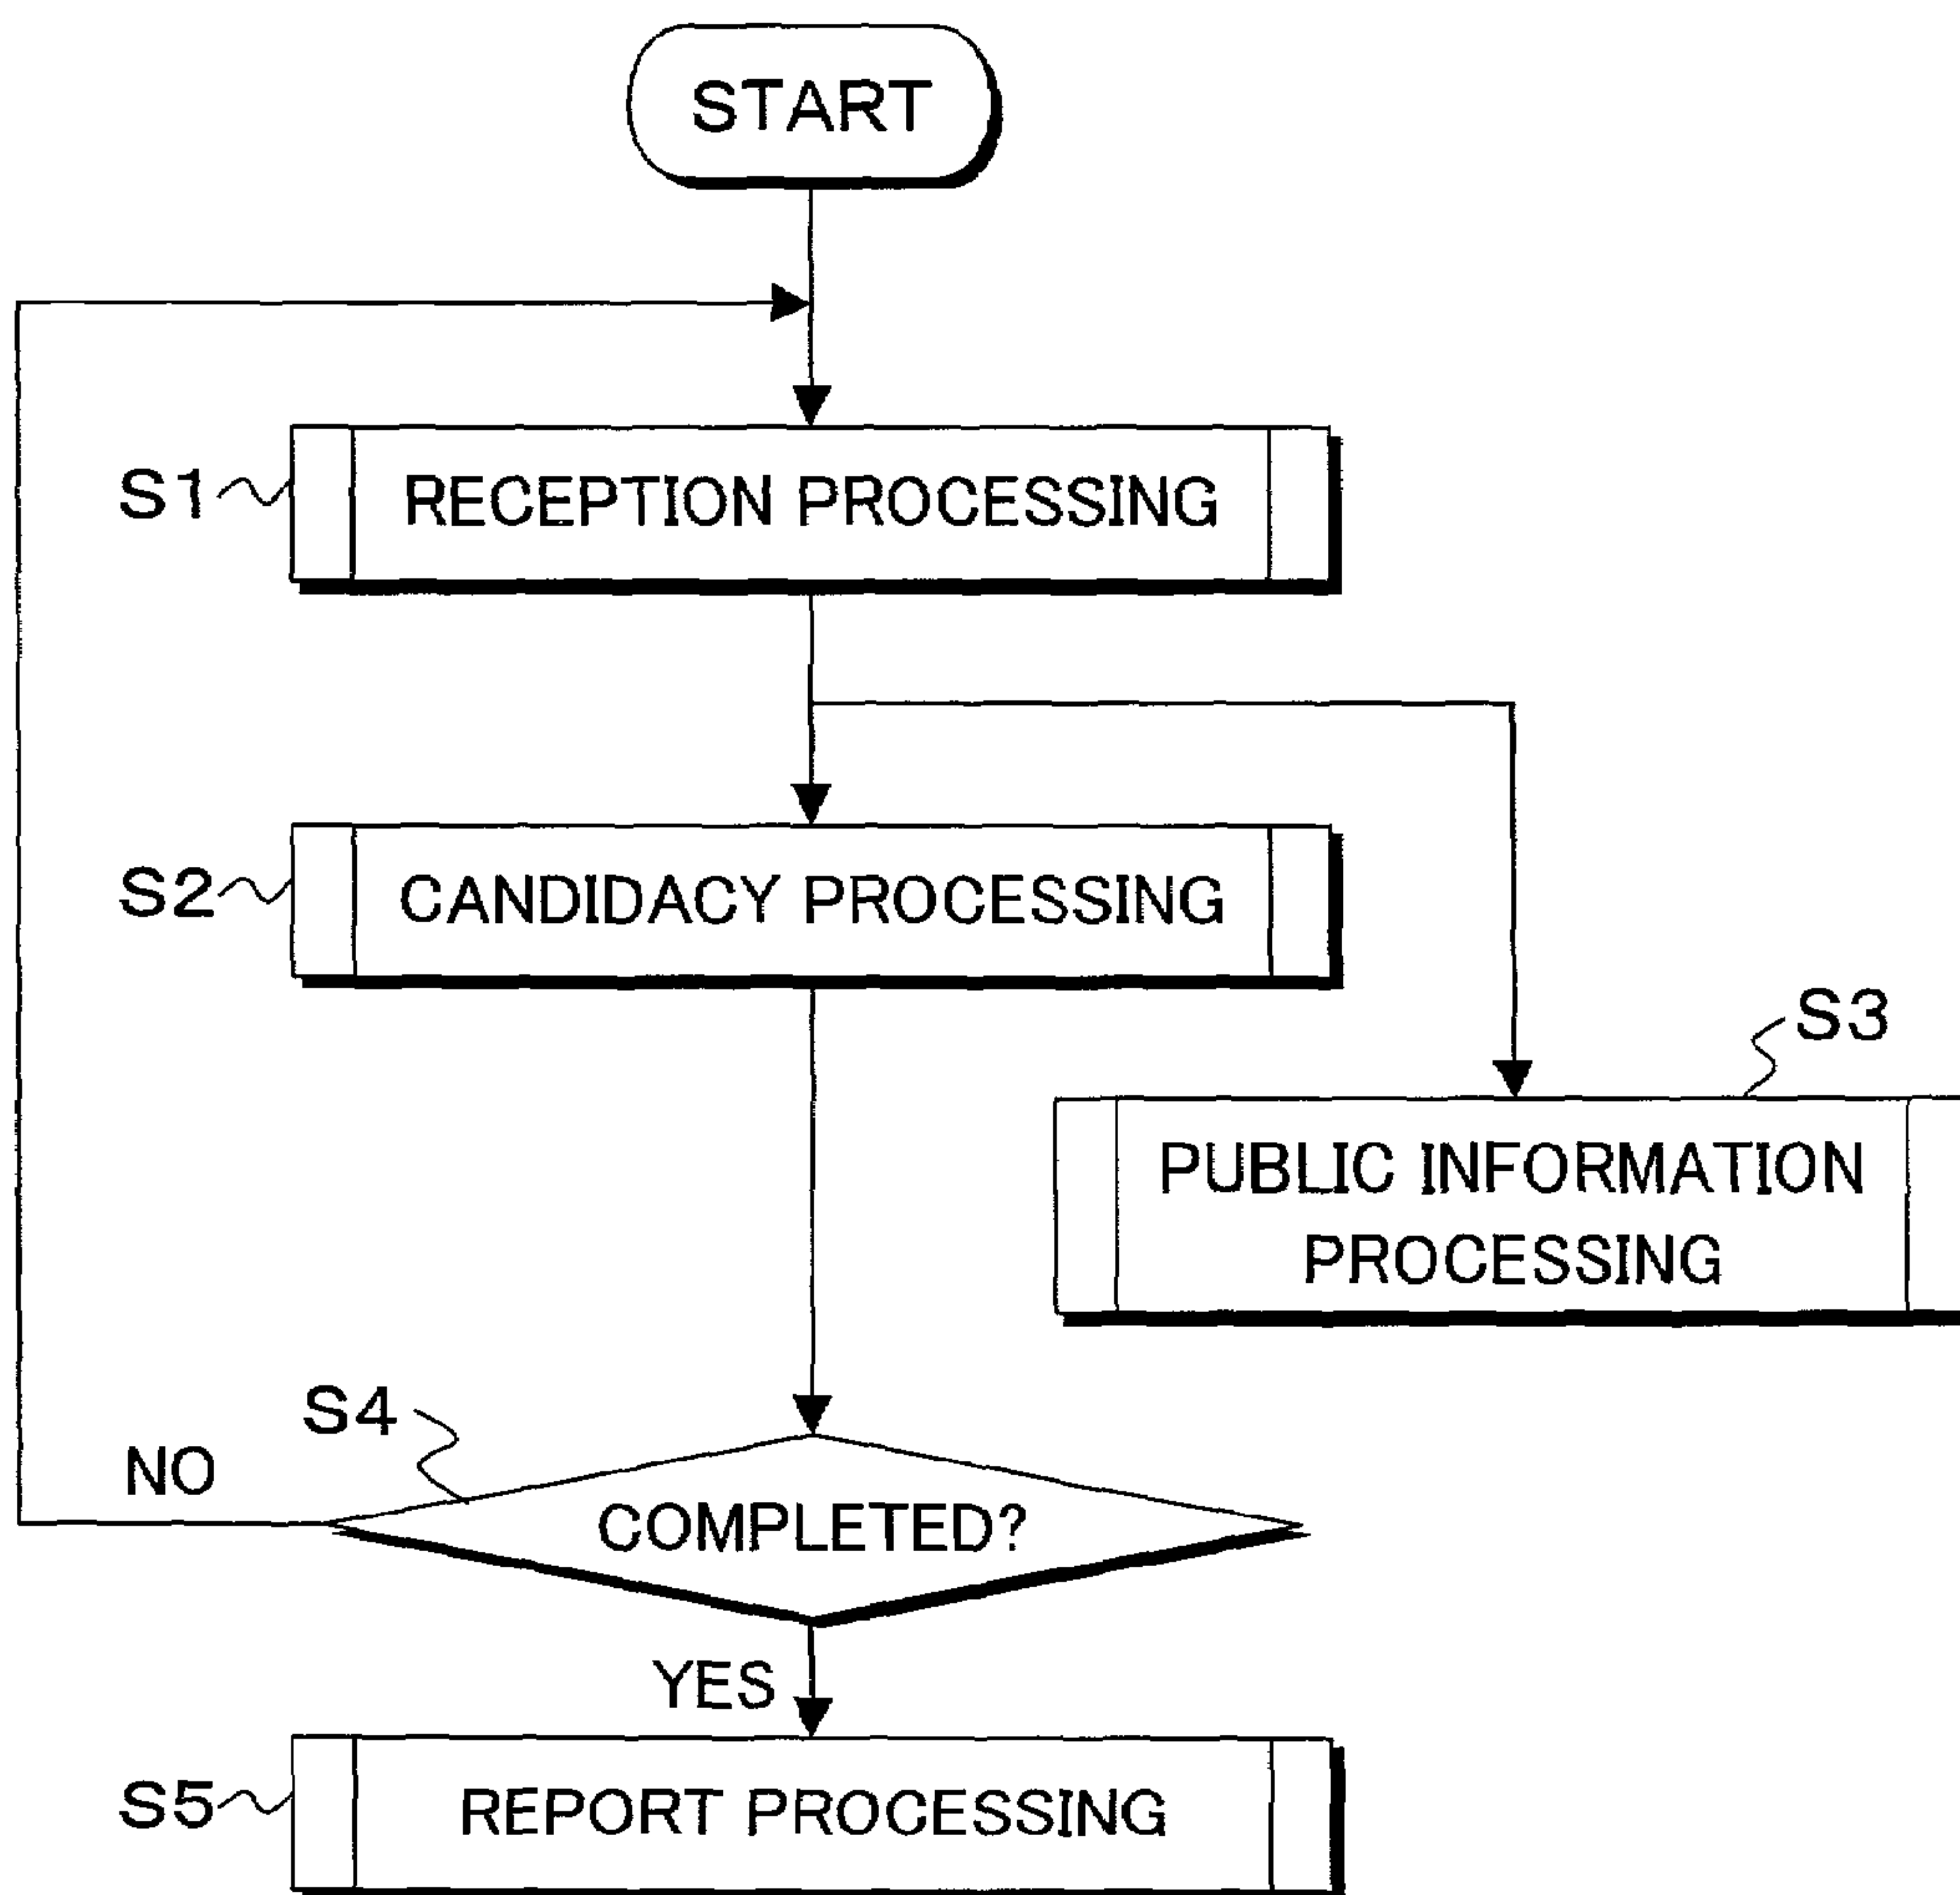 START
S1
RECEPTION PROCESSING
S2
CANDIDACY PROCESSING
S3
PUBLIC INFORMATION
PROCESSING
S4
NO
COMPLETED?
YES
S5
REPORT PROCESSING